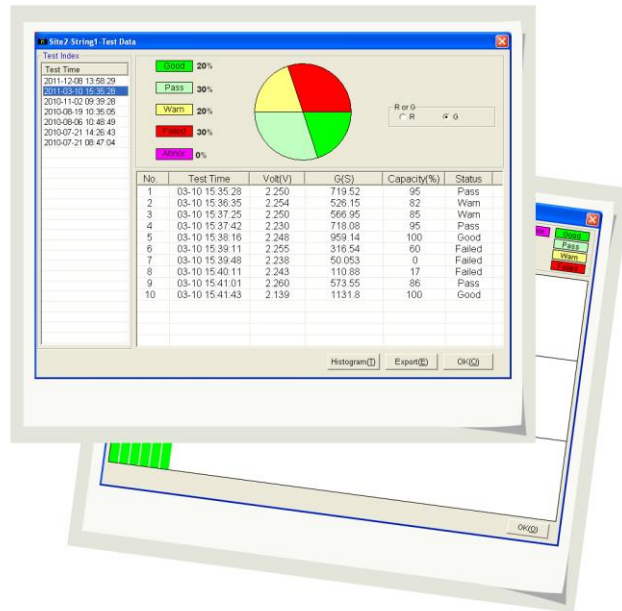 Site2-String1-Test Data
Test Index
Test Time
2011-12-08 13:58:29
2011-03-10 15:35:28
2010-11-02 09:39:28
2010-08-19 10:35:05
2010-08-06 10:48:49
2010-07-21 14:26:43
2010-07-21 08:47:04
Good 20%
Pass 30%
Warn 20%
Failed 30%
Abnor 0%
R or G
R G
No. Test Time Volt(V) G(S) Capacity(%) Status
1 03-10 15:35:28 2.250 719.52 95 Pass
2 03-10 15:36:35 2.254 526.15 82 Warn
3 03-10 15:37:25 2.250 566.95 85 Warn
4 03-10 15:37:42 2.230 718.08 95 Pass
5 03-10 15:38:16 2.248 959.14 100 Good
6 03-10 15:39:11 2.255 316.54 60 Failed
7 03-10 15:39:48 2.238 50.053 0 Failed
8 03-10 15:40:11 2.243 110.88 17 Failed
9 03-10 15:41:01 2.260 573.55 86 Pass
10 03-10 15:41:43 2.139 1131.8 100 Good
Histogram(T) Export(E) OK(O)
Good
Pass
Warn
Failed
OK(O)